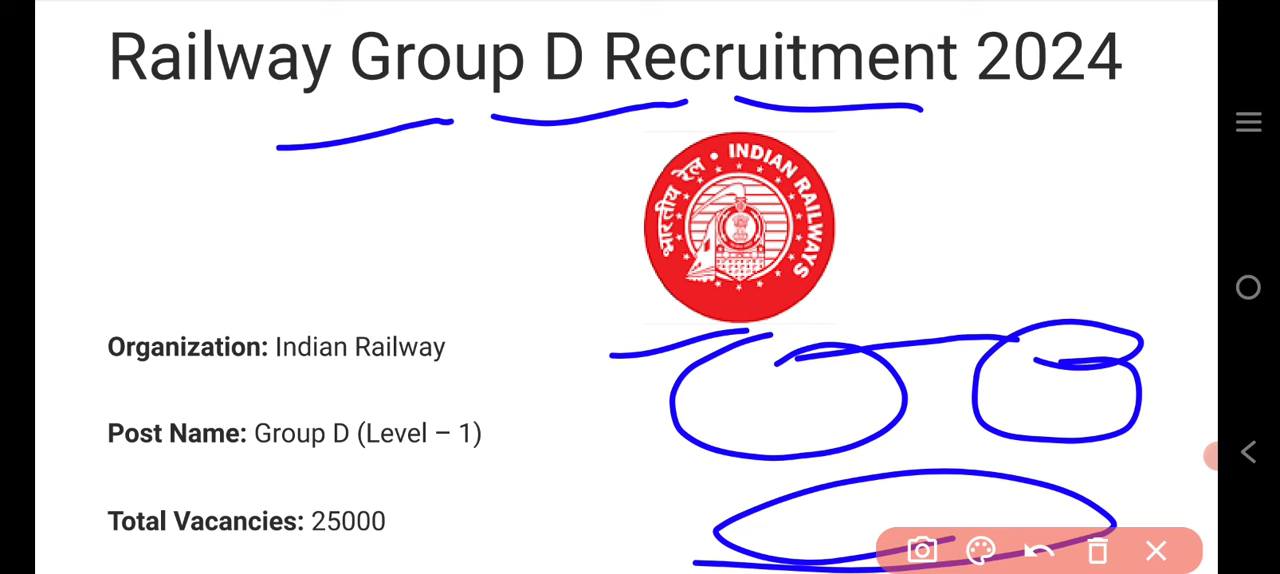 Railway Group D Recruitment 2024
भारतीय रेल • INDIAN RAILWAYS
Organization: Indian Railway
Post Name: Group D (Level – 1)
Total Vacancies: 25000